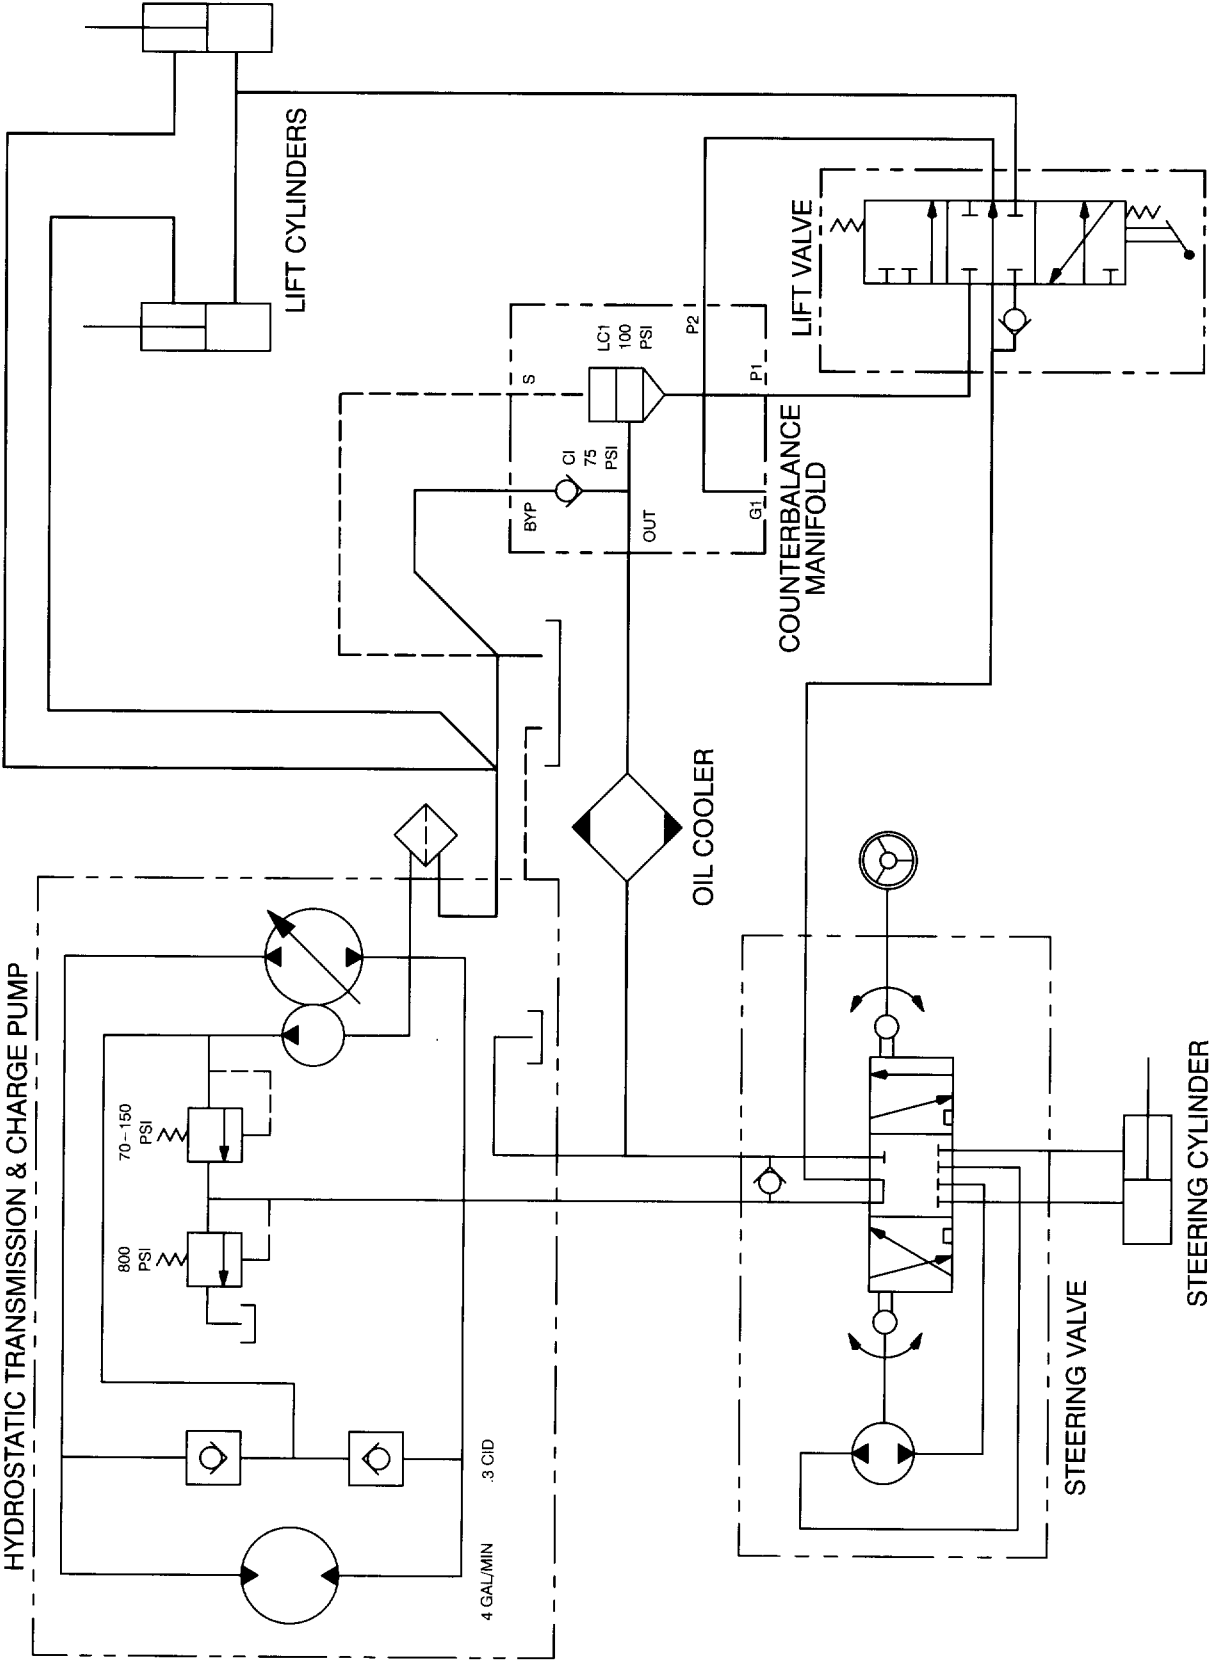 HYDROSTATIC TRANSMISSION & CHARGE PUMP
800
PSI
70-150
PSI
4 GAL/MIN
.3 CID
LIFT CYLINDERS
S
LC1
100
PSI
P2
BYP
CI
75
PSI
P1
OUT
G1
COUNTERBALANCE
MANIFOLD
LIFT VALVE
OIL COOLER
STEERING VALVE
STEERING CYLINDER